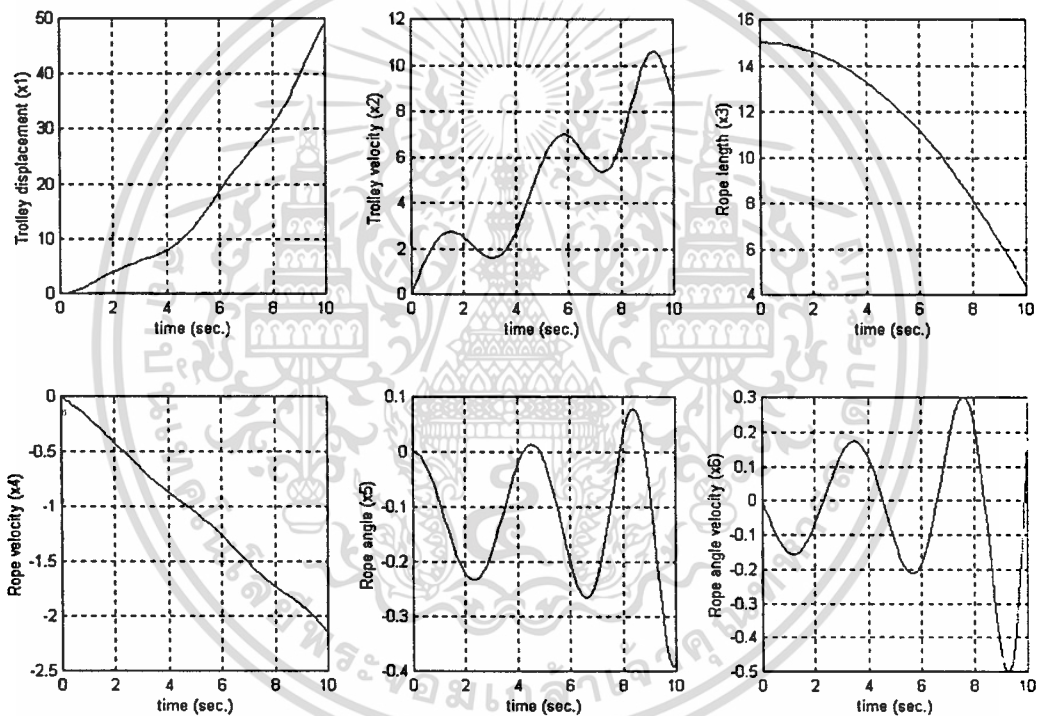 Trolley displacement (x1)
50
40
30
20
10
0
0 2 4 6 8 10
time (sec.)
Trolley velocity (x2)
12
10
8
6
4
2
0
0 2 4 6 8 10
time (sec.)
Rope length (x3)
16
14
12
10
8
6
4
0 2 4 6 8 10
time (sec.)
Rope velocity (x4)
0
-0.5
-1
-1.5
-2
-2.5
0 2 4 6 8 10
time (sec.)
Rope angle (x5)
0.1
0
-0.1
-0.2
-0.3
-0.4
0 2 4 6 8 10
time (sec.)
Rope angle velocity (x6)
0.3
0.2
0.1
0
-0.1
-0.2
-0.3
-0.4
-0.5
0 2 4 6 8 10
time (sec.)